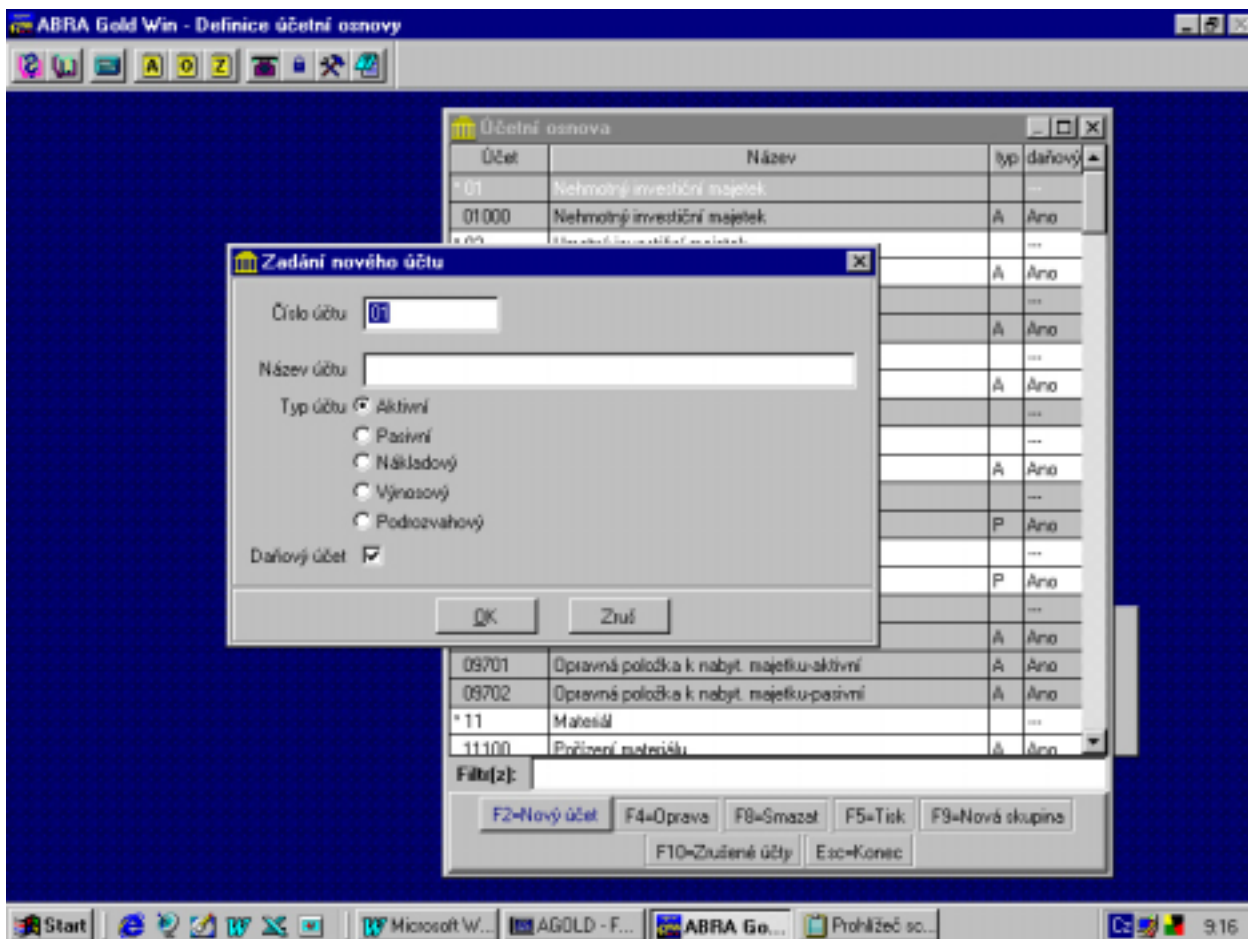 ABRA Gold Win - Definice účetní osnovy
A O Z
Účetní osnova
Účet Název typ daňový
* 01 Nehmotný investiční majetek ---
01000 Nehmotný investiční majetek A Ano
---
A Ano
---
A Ano
---
A Ano
---
---
A Ano
---
P Ano
---
P Ano
---
A Ano
09701 Opravná položka k nabyt. majetku-aktivní A Ano
09702 Opravná položka k nabyt. majetku-pasivní A Ano
* 11 Materiál ---
11100 Pořízení materiálu A Ano
Filtr[z]:
F2=Nový účet F4=Oprava F8=Smazat F5=Tisk F9=Nová skupina
F10=Zrušené účty Esc=Konec
Zadání nového účtu
Číslo účtu 01
Název účtu
Typ účtu Aktivní
Pasivní
Nákladový
Výnosový
Podrozvahový
Daňový účet
OK Zruš
Start Microsoft W... AGOLD - F... ABRA Go... Prohlížeč sc... Cz 9:16